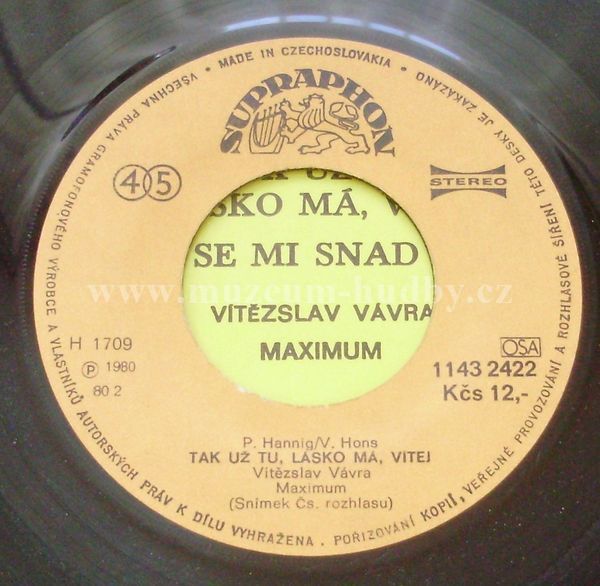 VŠECHNA PRÁVA GRAMOFONOVÉHO VÝROBCE A VLASTNÍKŮ AUTORSKÝCH PRÁV K DÍLU VYHRAŽENA. POŘIZOVÁNÍ KOPIÍ, VEŘEJNÉ PROVOZOVÁNÍ A ROZHLASOVÉ ŠÍŘENÍ TÉTO DESKY JE ZAKÁZÁNO • MADE IN CZECHOSLOVAKIA •
SUPRAPHON
45
STEREO
SKO MÁ, V
SE MI SNAD
www.muzeum-hudby.cz
VÍTĚZSLAV VÁVRA
MAXIMUM
H 1709
Ⓟ 1980
80 2
OSA
1143 2422
Kčs 12,-
P. Hannig/V. Hons
TAK UŽ TU, LÁSKO MÁ, VÍTEJ
Vítězslav Vávra
Maximum
(Snímek Čs. rozhlasu)